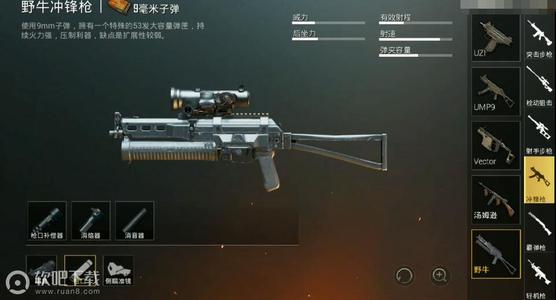 野牛冲锋枪
9毫米子弹
使用9mm子弹，拥有一个特殊的53发大容量弹匣，持
续火力强，压制利器，缺点是扩展性较弱。
威力
后坐力
有效射程
射速
弹夹容量
UZI
UMP9
Vector
汤姆逊
野牛
突击步枪
栓动狙击
射手步枪
冲锋枪
霰弹枪
轻机枪
枪口补偿器
消焰器
消音器
侧瞄准镜
软吧下载
www.ruan8.com